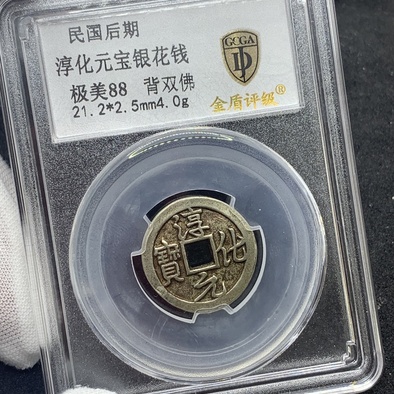 民国后期
淳化元宝银花钱
极美88 背双佛
21.2*2.5mm4.0g
GCGA
金盾评级®
淳化元寳